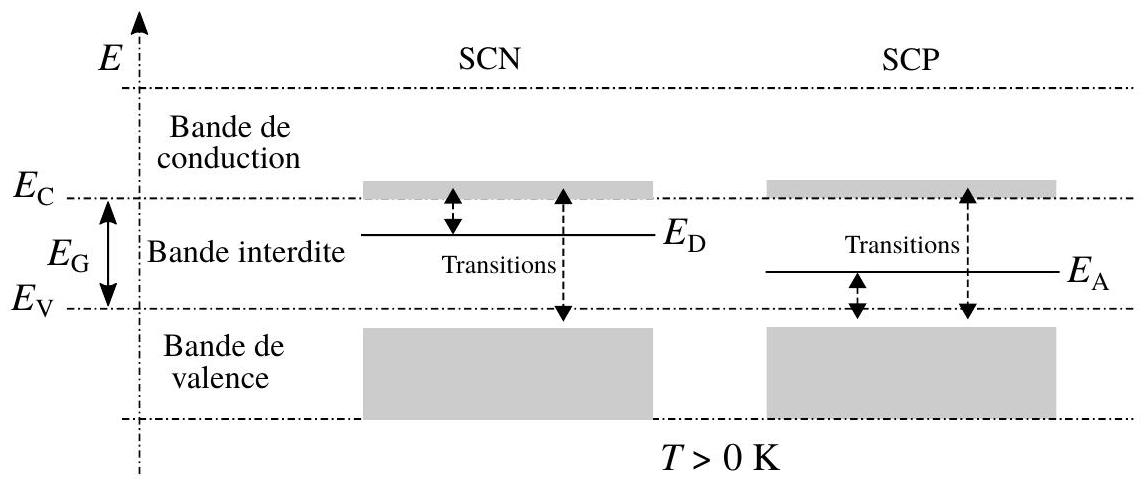 E
SCN
SCP
Bande de
conduction
E_C
E_G
Bande interdite
E_D
Transitions
Transitions
E_A
E_V
Bande de
valence
T > 0 K